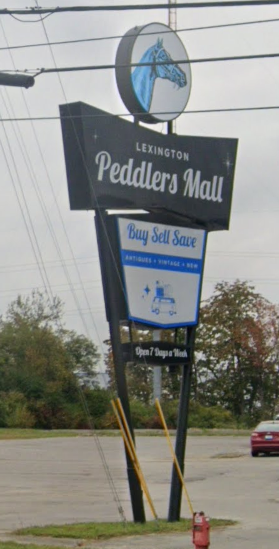 LEXINGTON
Peddlers Mall
Buy Sell Save
ANTIQUES • VINTAGE • NEW
Open 7 Days a Week